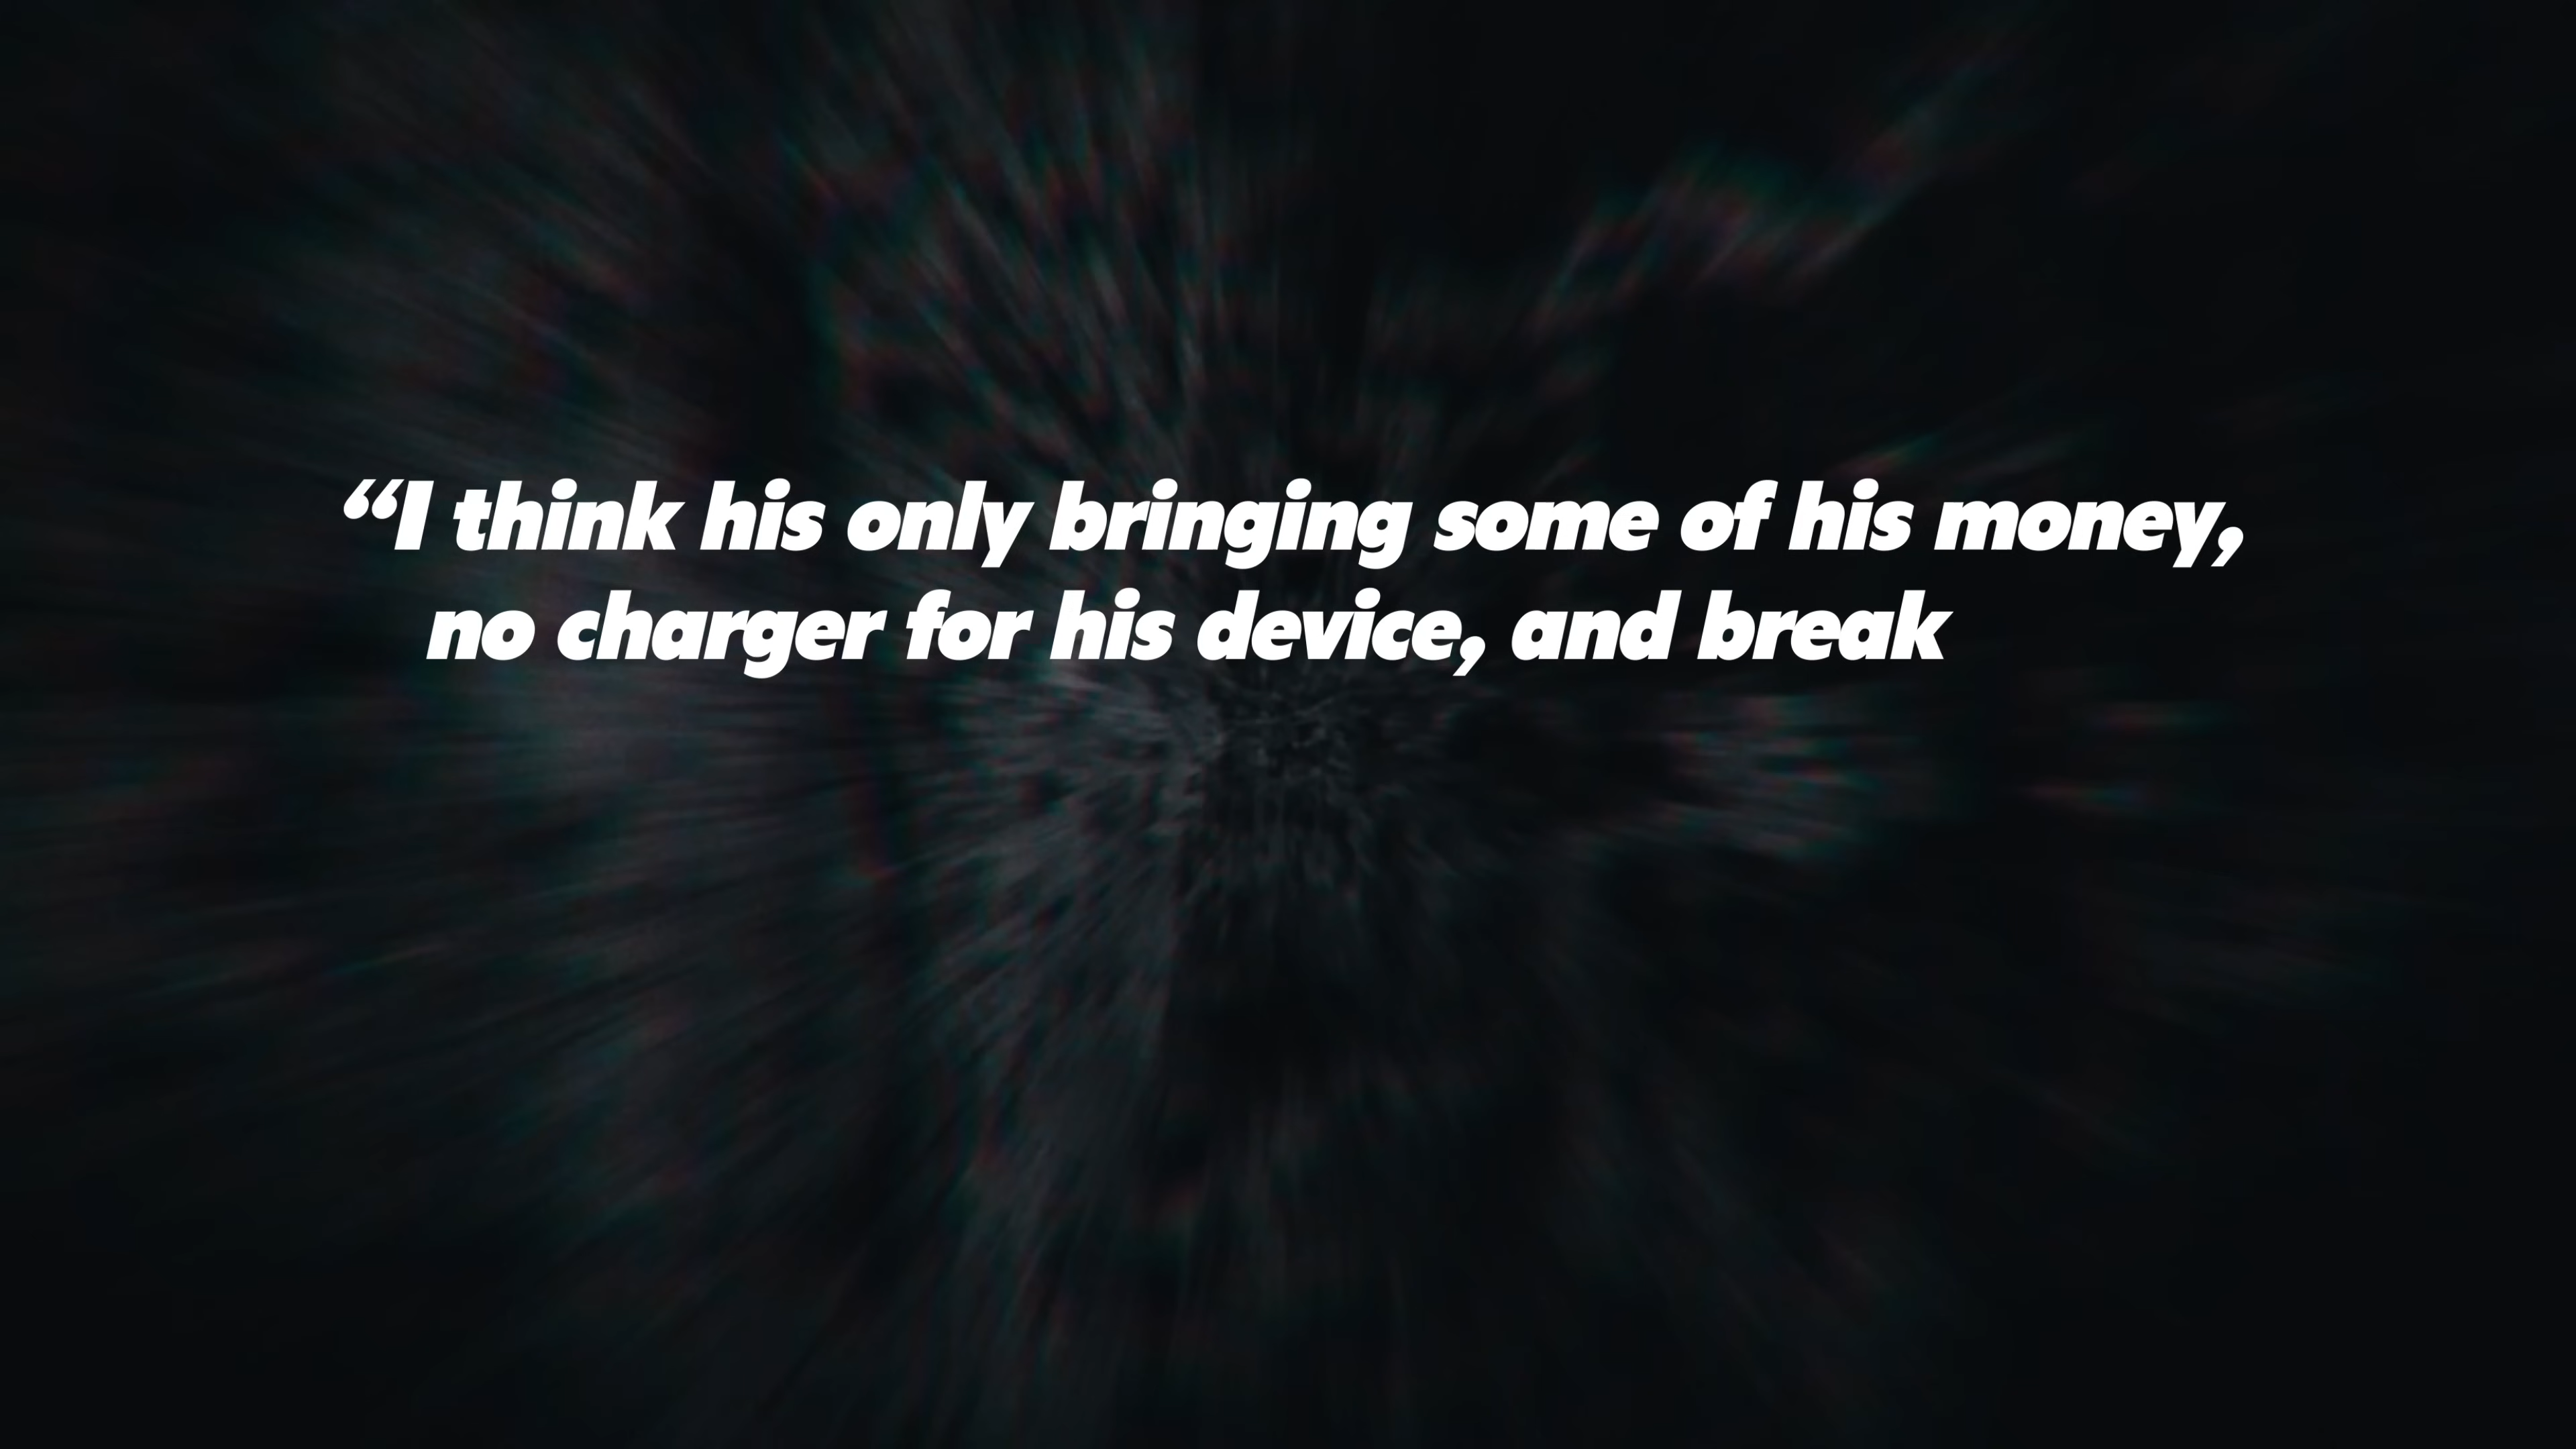 “I think his only bringing some of his money,
no charger for his device, and break